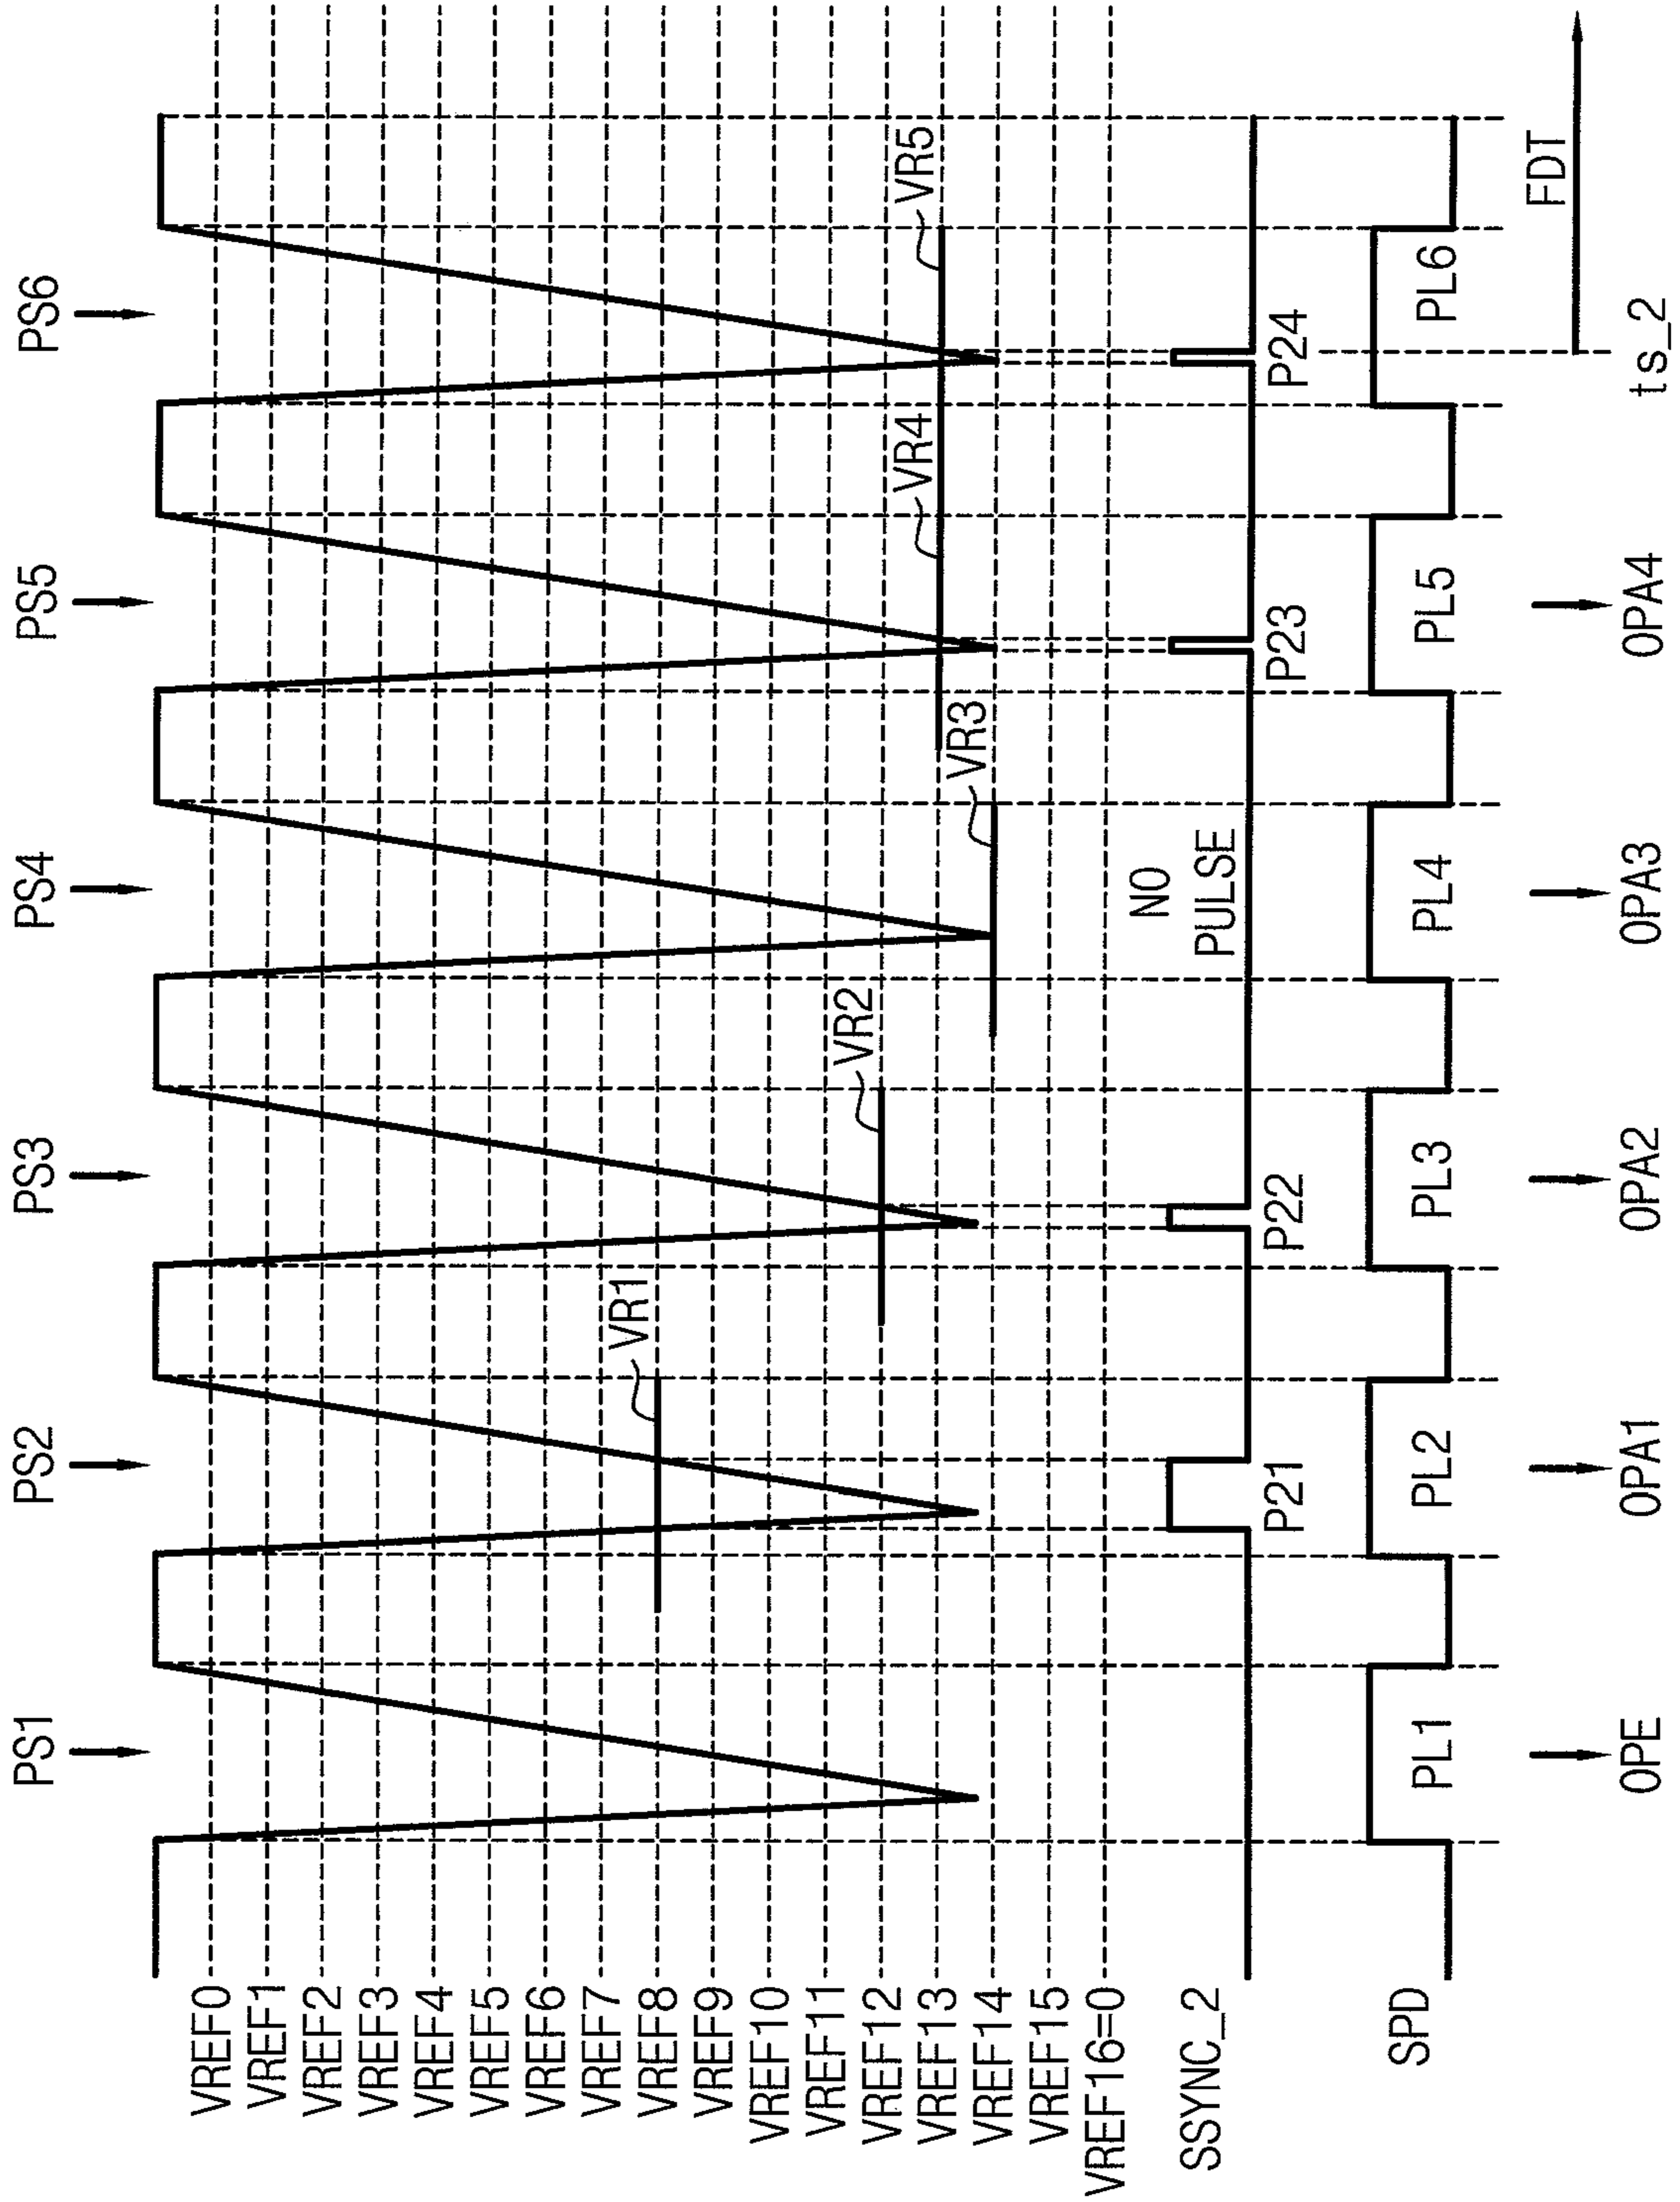 PS1 PS2 PS3 PS4 PS5 PS6
VREF0
VREF1
VREF2
VREF3
VREF4
VREF5
VREF6
VREF7
VREF8
VREF9
VREF10
VREF11
VREF12
VREF13
VREF14
VREF15
VREF16=0
VR1
VR2
VR3
VR4
VR5
NO
PULSE
SSYNC_2
P21 P22 P23 P24
SPD
PL1 PL2 PL3 PL4 PL5 PL6
FDT
OPE OPA1 OPA2 OPA3 OPA4 ts_2